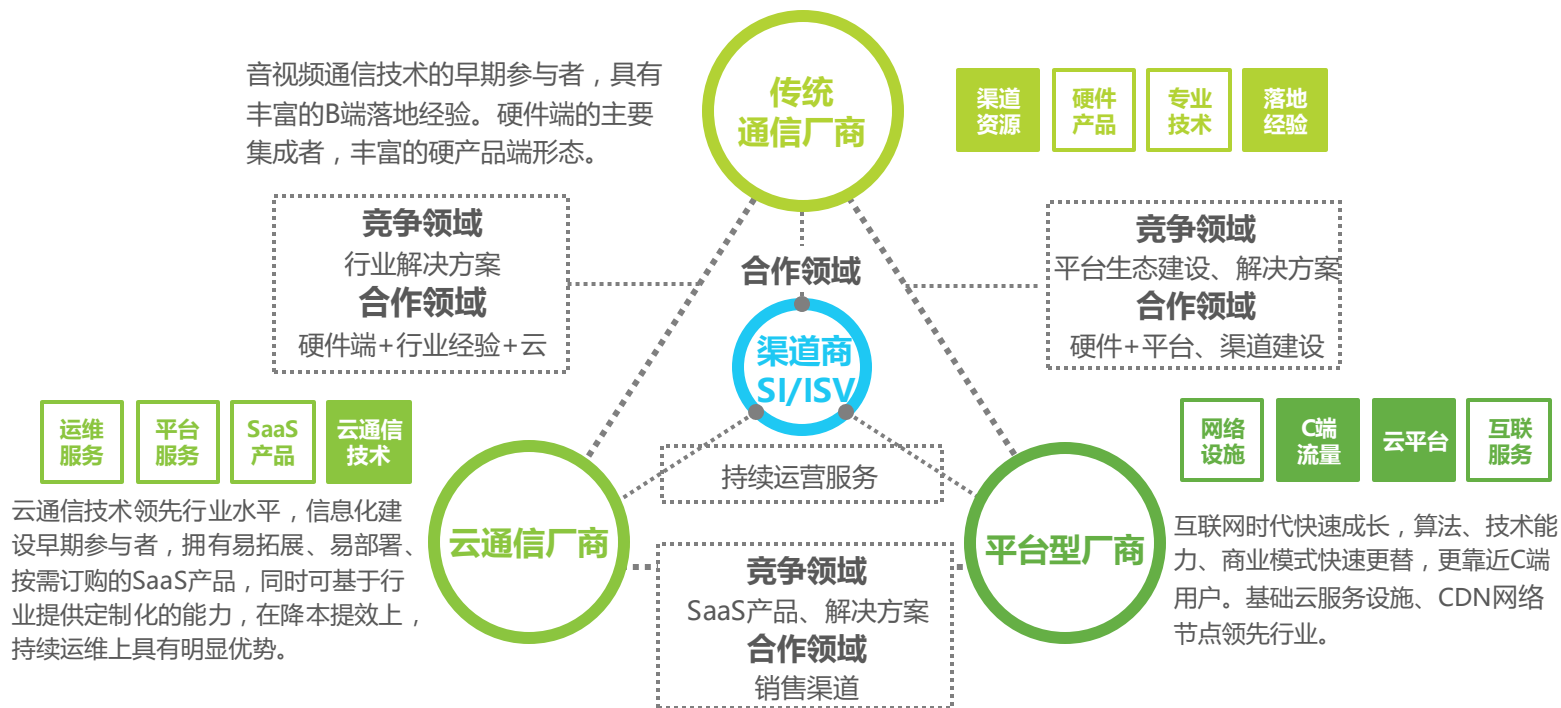 音视频通信技术的早期参与者，具有
丰富的B端落地经验。硬件端的主要
集成者，丰富的硬产品端形态。
传统
通信厂商
渠道
资源
硬件
产品
专业
技术
落地
经验
竞争领域
行业解决方案
合作领域
硬件端+行业经验+云
合作领域
竞争领域
平台生态建设、解决方案
合作领域
硬件+平台、渠道建设
渠道商
SI/ISV
运维
服务
平台
服务
SaaS
产品
云通信
技术
云通信技术领先行业水平，信息化建
设早期参与者，拥有易拓展、易部署、
按需订购的SaaS产品，同时可基于行
业提供定制化的能力，在降本提效上，
持续运维上具有明显优势。
云通信厂商
持续运营服务
竞争领域
SaaS产品、解决方案
合作领域
销售渠道
平台型厂商
网络
设施
C端
流量
云平台
互联
服务
互联网时代快速成长，算法、技术能
力、商业模式快速更替，更靠近C端
用户。基础云服务设施、CDN网络
节点领先行业。